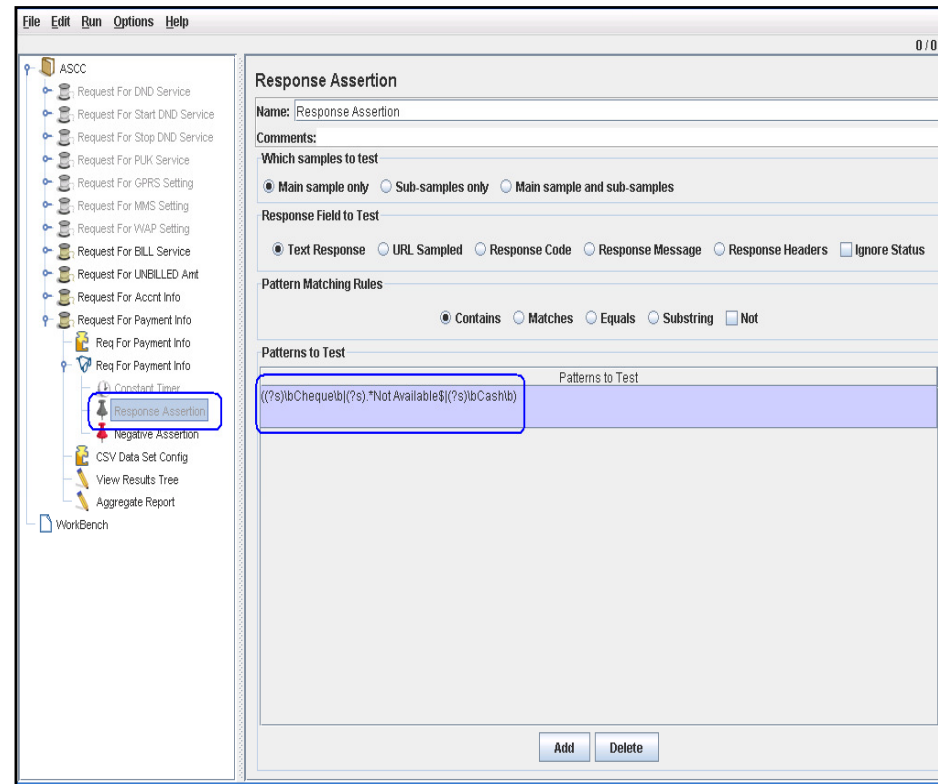 File Edit Run Options Help
0 / 0
ASCC
Request For DND Service
Request For Start DND Service
Request For Stop DND Service
Request For PUK Service
Request For GPRS Setting
Request For MMS Setting
Request For WAP Setting
Request For BILL Service
Request For UNBILLED Amt
Request For Accnt Info
Request For Payment Info
Req For Payment Info
Req For Payment Info
Constant Timer
Response Assertion
Negative Assertion
CSV Data Set Config
View Results Tree
Aggregate Report
WorkBench
Response Assertion
Name: Response Assertion
Comments:
Which samples to test
Main sample only Sub-samples only Main sample and sub-samples
Response Field to Test
Text Response URL Sampled Response Code Response Message Response Headers Ignore Status
Pattern Matching Rules
Contains Matches Equals Substring Not
Patterns to Test
Patterns to Test
((?s)\bCheque\b|(?s).*Not Available$|(?s)\bCash\b)
Add Delete